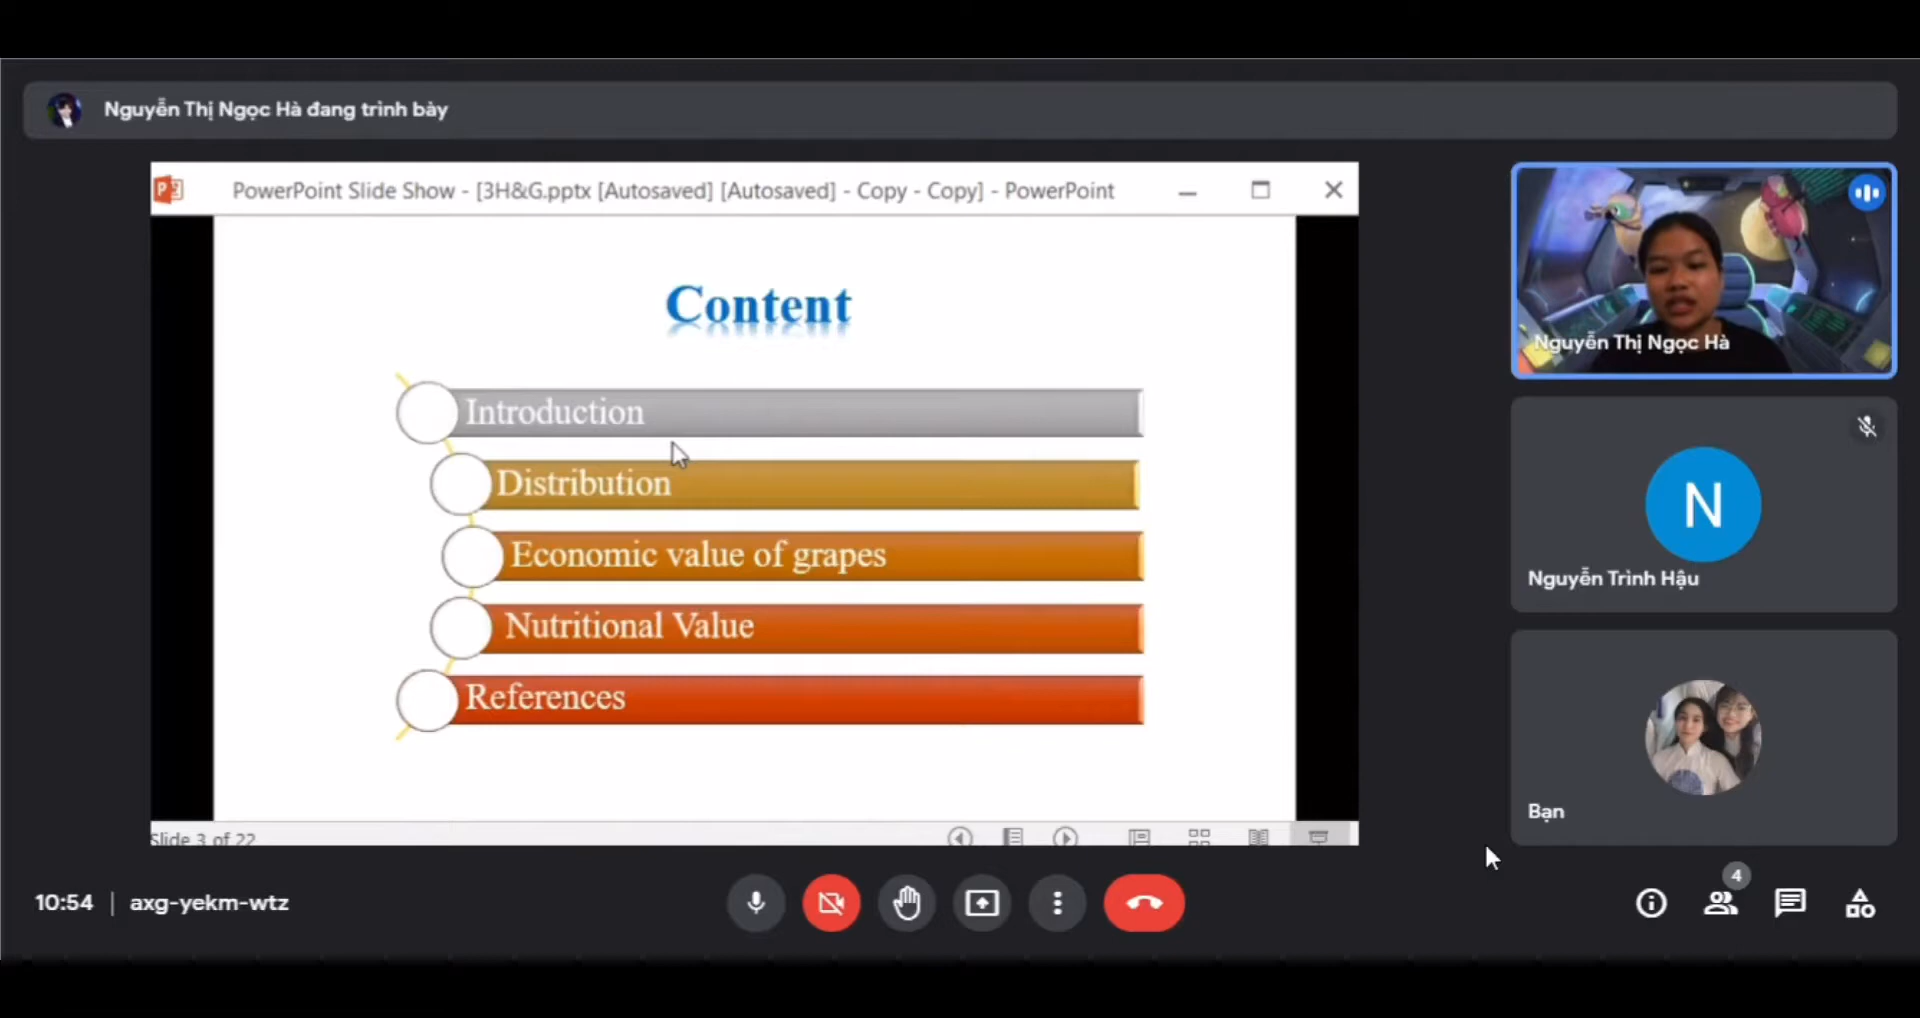 Nguyễn Thị Ngọc Hà đang trình bày
PowerPoint Slide Show - [3H&G.pptx [Autosaved] [Autosaved] - Copy - Copy] - PowerPoint
Content
Introduction
Distribution
Economic value of grapes
Nutritional Value
References
Slide 3 of 22
Nguyễn Thị Ngọc Hà
N
Nguyễn Trình Hậu
Bạn
10:54 | axg-yekm-wtz
4